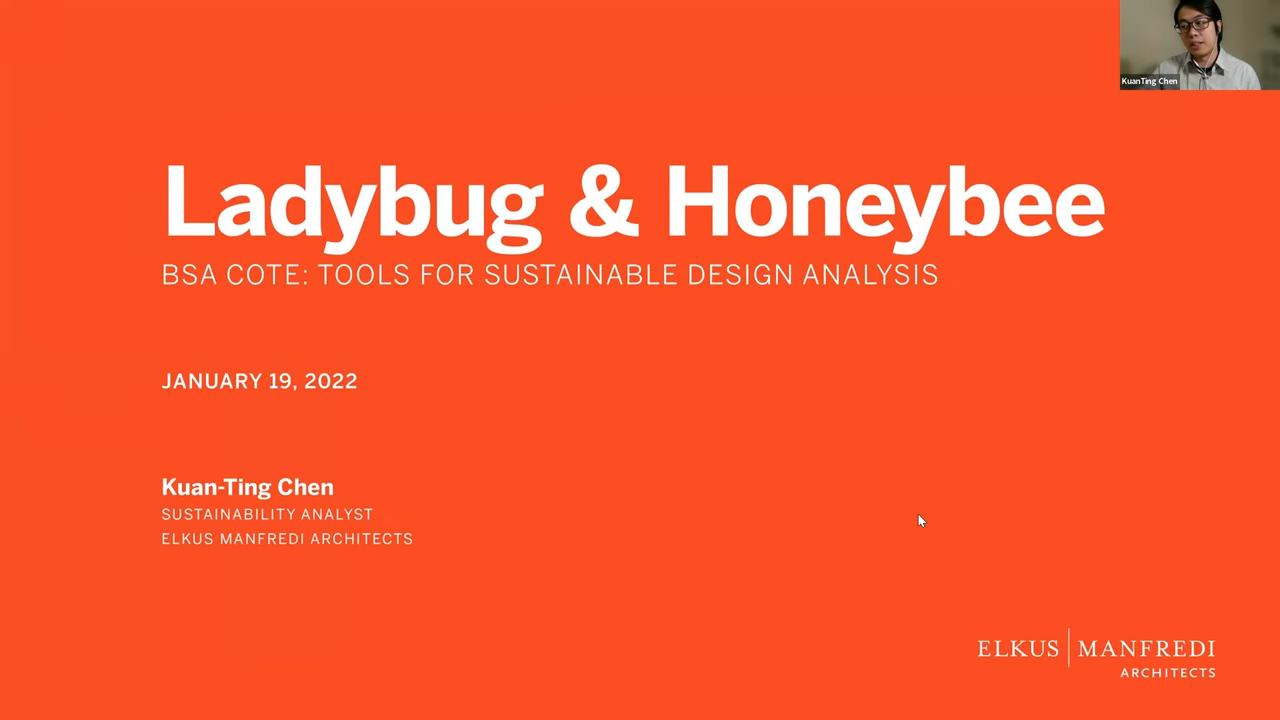 KuanTing Chen
Ladybug & Honeybee
BSA COTE: TOOLS FOR SUSTAINABLE DESIGN ANALYSIS
JANUARY 19, 2022
Kuan-Ting Chen
SUSTAINABILITY ANALYST
ELKUS MANFREDI ARCHITECTS
ELKUS | MANFREDI
ARCHITECTS